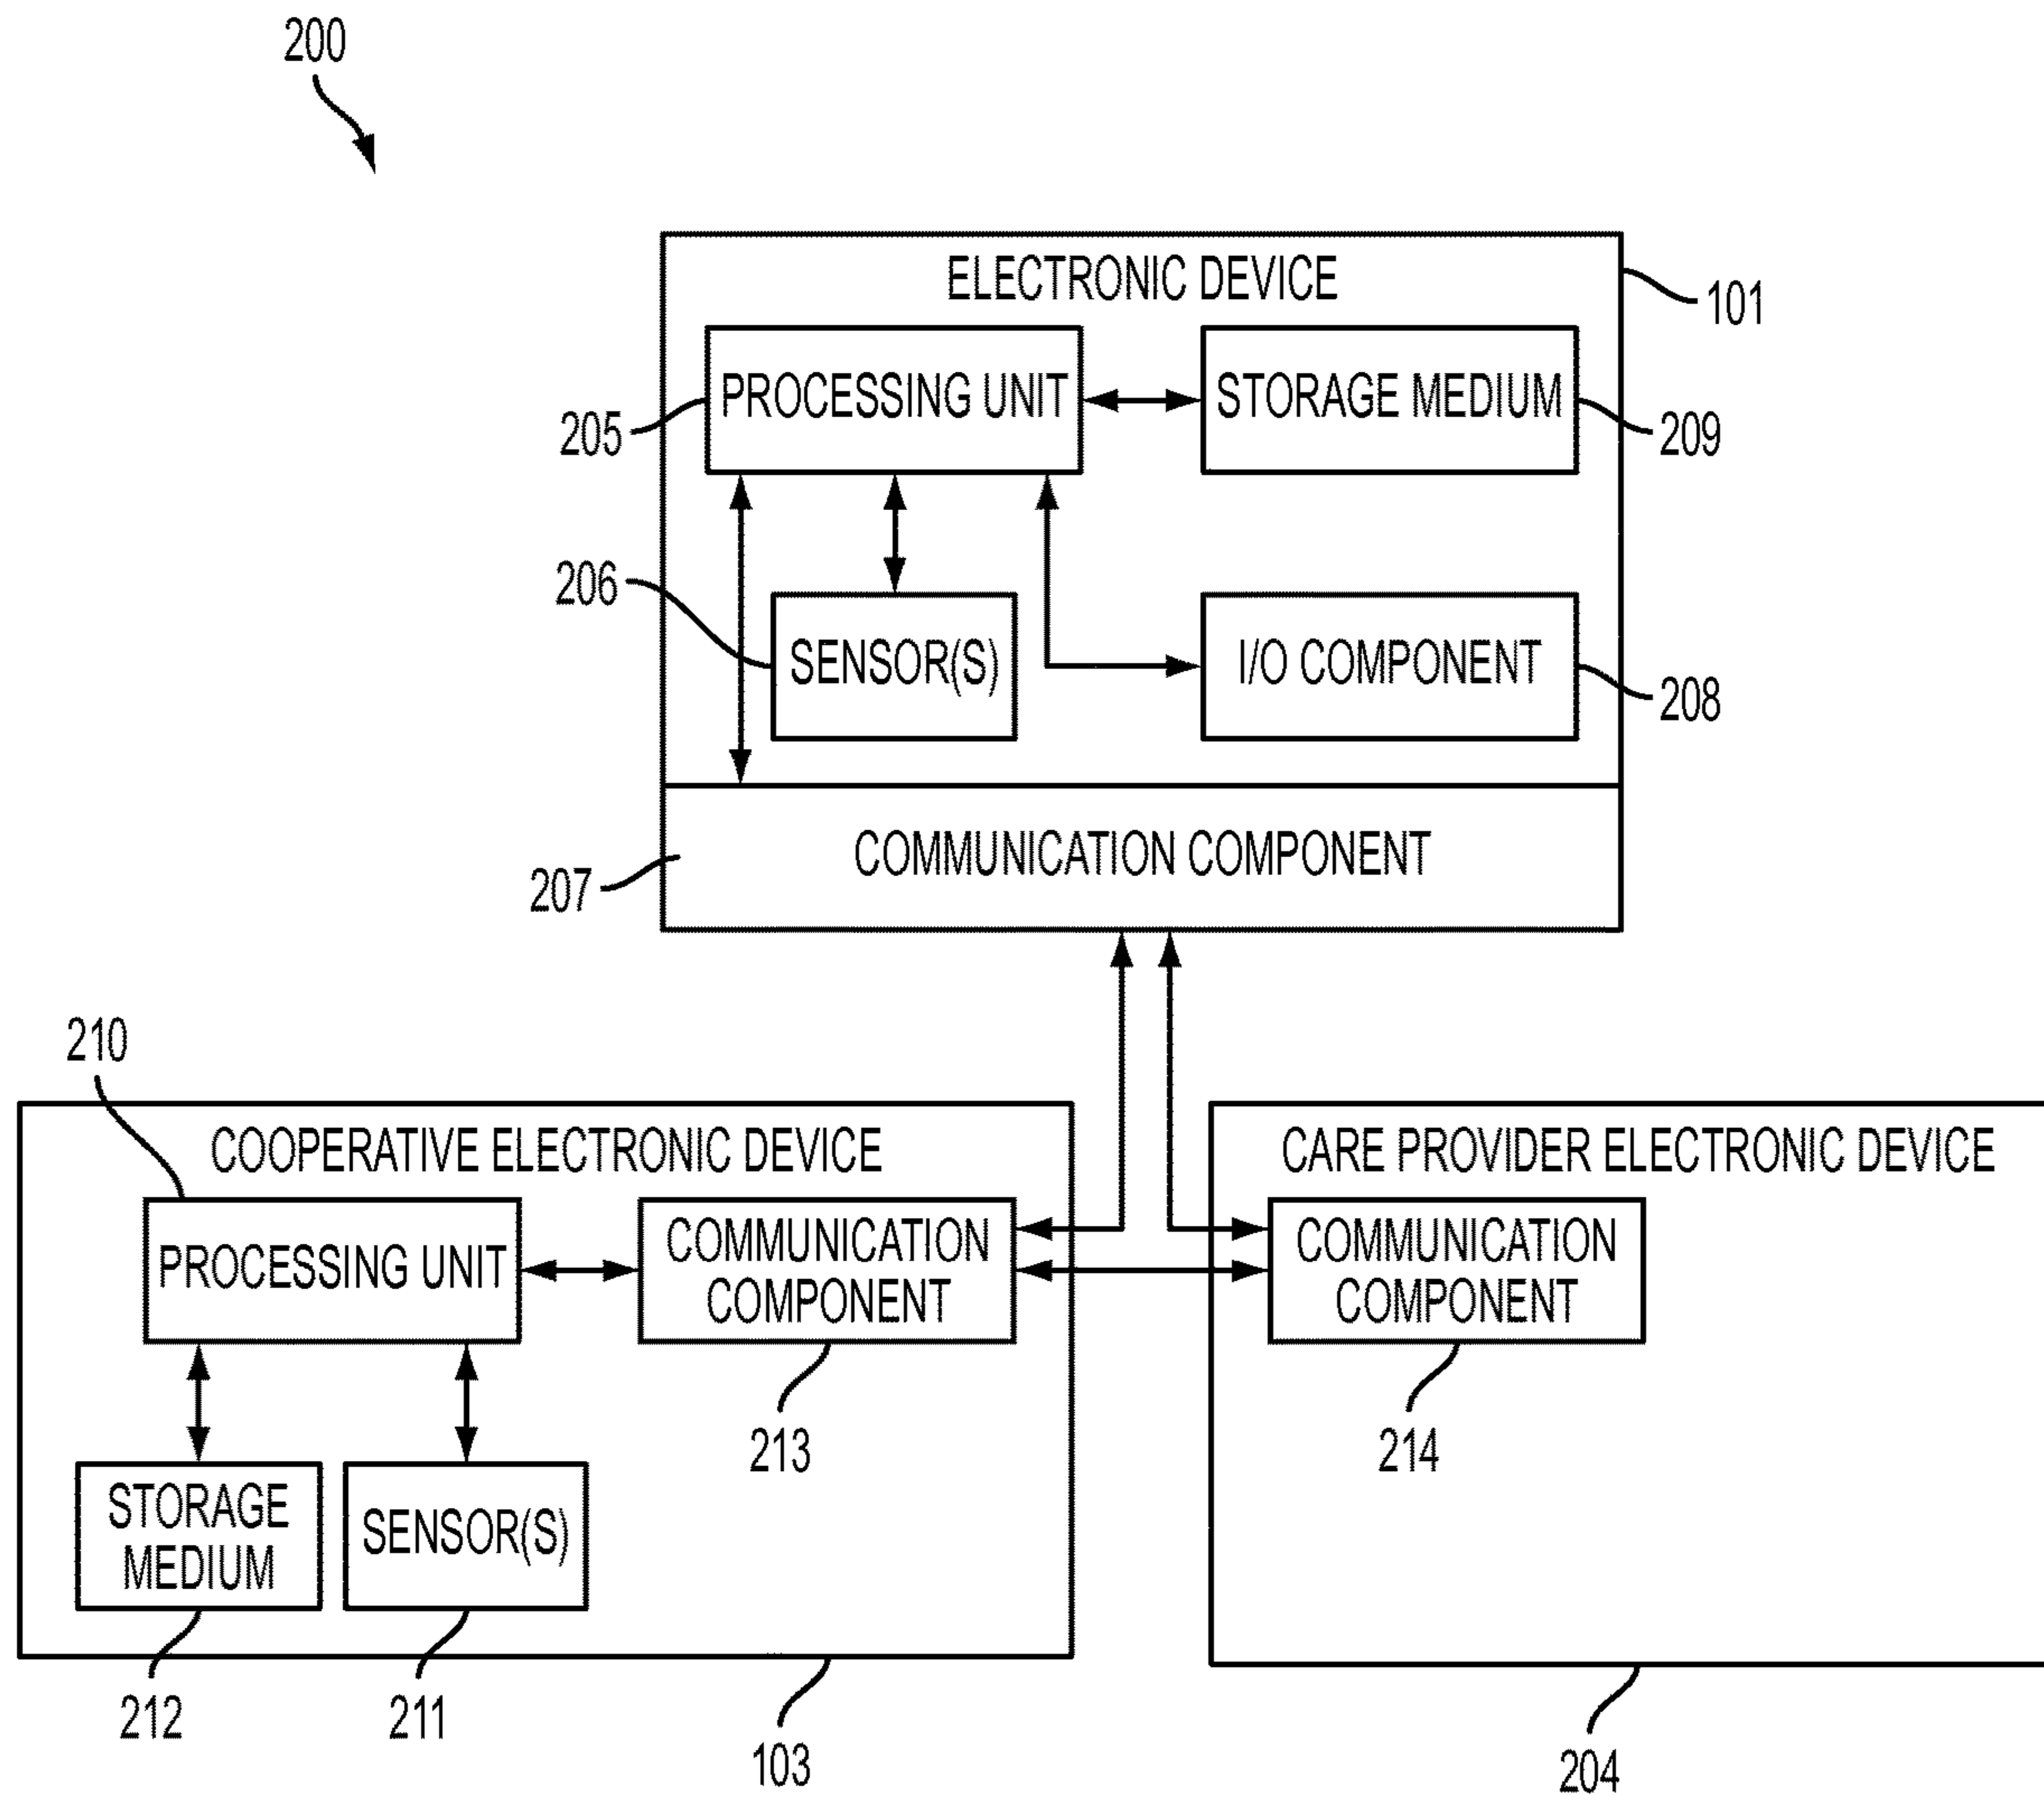 200
ELECTRONIC DEVICE
101
PROCESSING UNIT
STORAGE MEDIUM
205
209
206
SENSOR(S)
I/O COMPONENT
208
COMMUNICATION COMPONENT
207
210
COOPERATIVE ELECTRONIC DEVICE
PROCESSING UNIT
COMMUNICATION
COMPONENT
213
STORAGE
MEDIUM
SENSOR(S)
212
211
103
CARE PROVIDER ELECTRONIC DEVICE
COMMUNICATION
COMPONENT
214
204